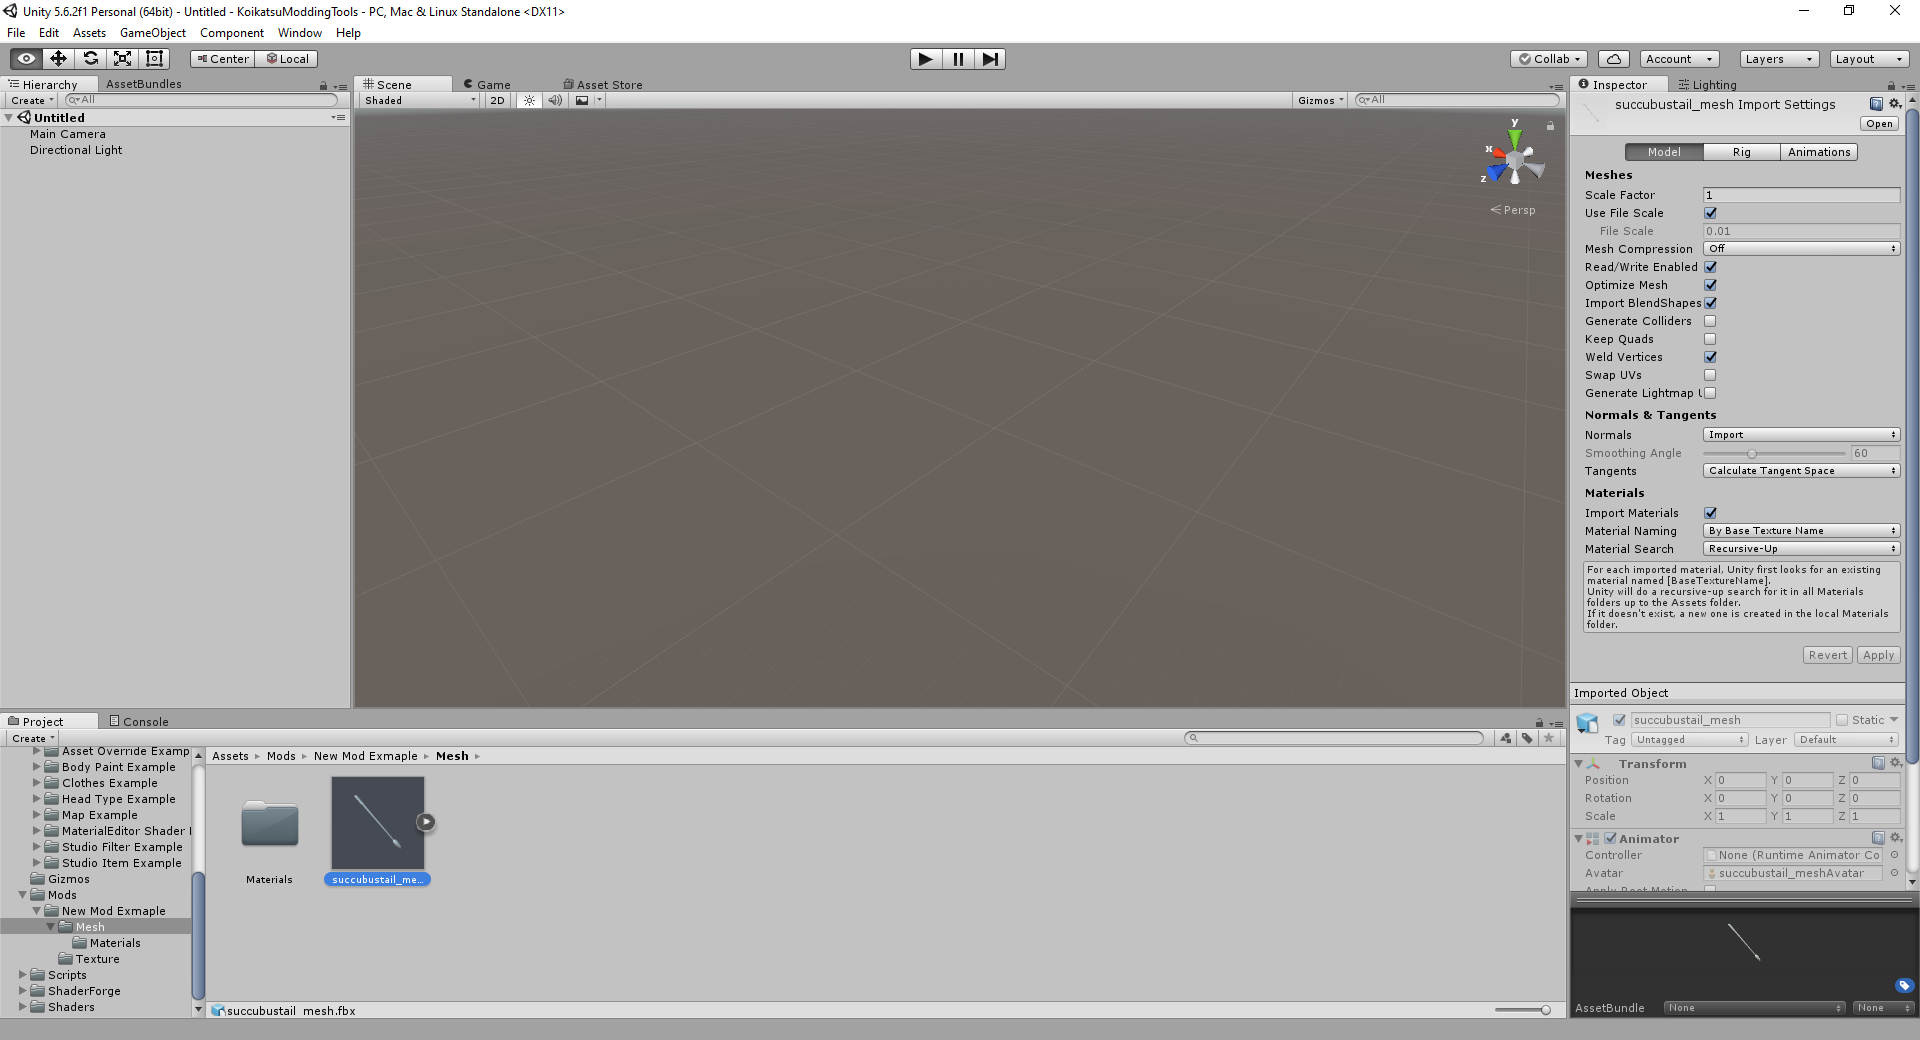 Unity 5.6.2f1 Personal (64bit) - Untitled - KoikatsuModdingTools - PC, Mac & Linux Standalone <DX11>
File Edit Assets GameObject Component Window Help
Center Local
Collab Account Layers Layout
Hierarchy AssetBundles
Create All
Untitled
Main Camera
Directional Light
Scene Game Asset Store
Shaded 2D Gizmos All
y
x
z
Persp
Inspector Lighting
succubustail_mesh Import Settings
Open
Model Rig Animations
Meshes
Scale Factor 1
Use File Scale
File Scale 0.01
Mesh Compression Off
Read/Write Enabled
Optimize Mesh
Import BlendShapes
Generate Colliders
Keep Quads
Weld Vertices
Swap UVs
Generate Lightmap U
Normals & Tangents
Normals Import
Smoothing Angle 60
Tangents Calculate Tangent Space
Materials
Import Materials
Material Naming By Base Texture Name
Material Search Recursive-Up
For each imported material, Unity first looks for an existing
material named [BaseTextureName].
Unity will do a recursive-up search for it in all Materials
folders up to the Assets folder.
If it doesn't exist, a new one is created in the local Materials
folder.
Revert Apply
Imported Object
succubustail_mesh Static
Tag Untagged Layer Default
Transform
Position X 0 Y 0 Z 0
Rotation X 0 Y 0 Z 0
Scale X 1 Y 1 Z 1
Animator
Controller None (Runtime Animator Co
Avatar succubustail_meshAvatar
Apply Root Motion
AssetBundle None None
Project Console
Create
Asset Override Examp
Body Paint Example
Clothes Example
Head Type Example
Map Example
MaterialEditor Shader
Studio Filter Example
Studio Item Example
Gizmos
Mods
New Mod Exmaple
Mesh
Materials
Texture
Scripts
ShaderForge
Shaders
Assets Mods New Mod Exmaple Mesh
Materials
succubustail_me...
succubustail_mesh.fbx